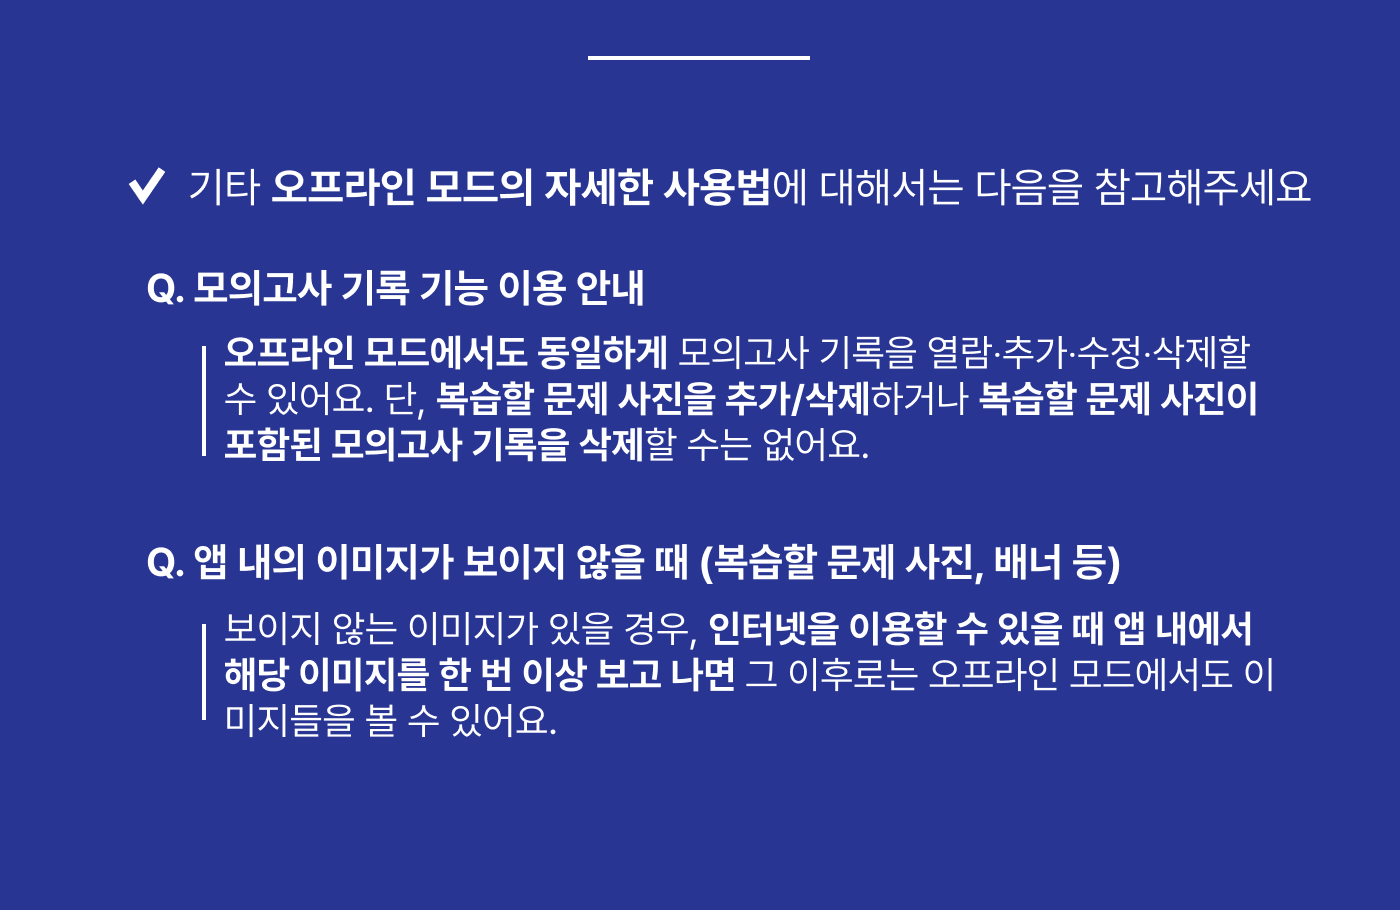 기타 오프라인 모드의 자세한 사용법에 대해서는 다음을 참고해주세요
Q. 모의고사 기록 기능 이용 안내
오프라인 모드에서도 동일하게 모의고사 기록을 열람·추가·수정·삭제할
수 있어요. 단, 복습할 문제 사진을 추가/삭제하거나 복습할 문제 사진이
포함된 모의고사 기록을 삭제할 수는 없어요.
Q. 앱 내의 이미지가 보이지 않을 때 (복습할 문제 사진, 배너 등)
보이지 않는 이미지가 있을 경우, 인터넷을 이용할 수 있을 때 앱 내에서
해당 이미지를 한 번 이상 보고 나면 그 이후로는 오프라인 모드에서도 이
미지들을 볼 수 있어요.